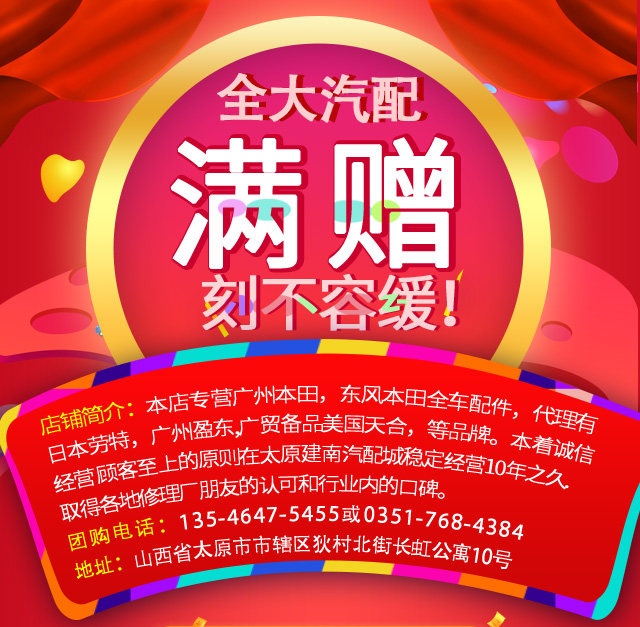 全大汽配
满赠
刻不容缓!
店铺简介：本店专营广州本田，东风本田全车配件，代理有
日本劳特，广州盈东,广贸备品美国天合，等品牌。本着诚信
经营顾客至上的原则在太原建南汽配城稳定经营10年之久.
取得各地修理厂朋友的认可和行业内的口碑。
团购电话：135-4647-5455或0351-768-4384
地址：山西省太原市市辖区狄村北街长虹公寓10号